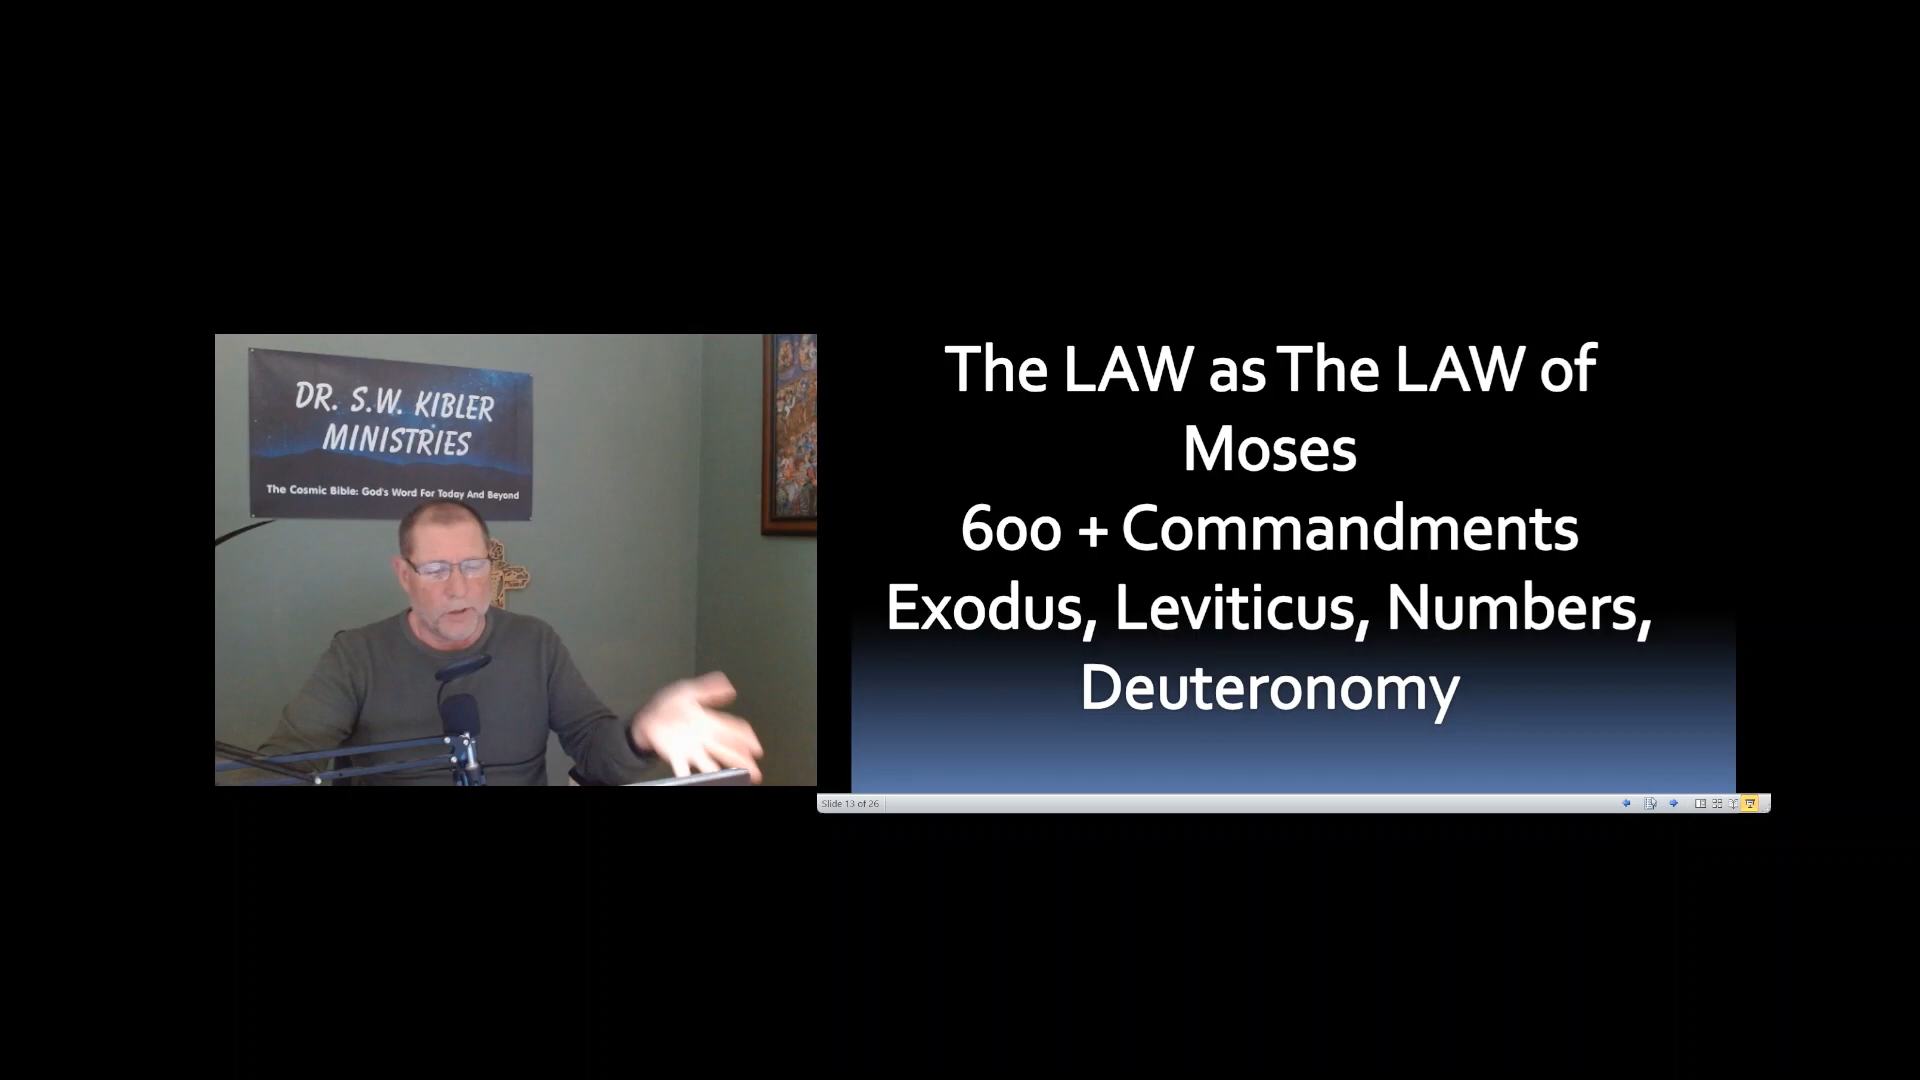 DR. S.W. KIBLER
MINISTRIES
The Cosmic Bible: God's Word For Today And Beyond
The LAW as The LAW of
Moses
600 + Commandments
Exodus, Leviticus, Numbers,
Deuteronomy
Slide 13 of 26